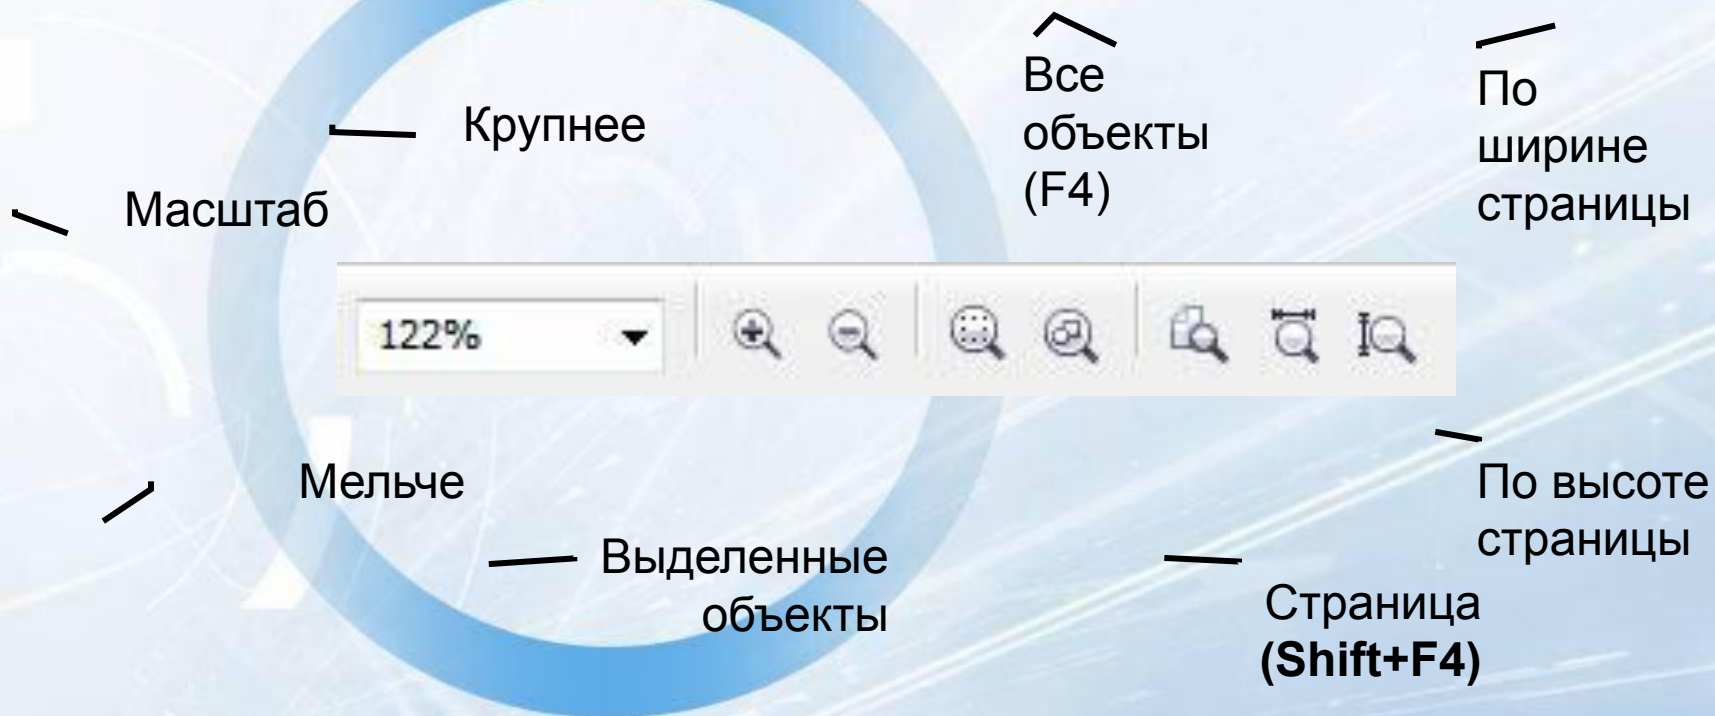 Все
объекты
(F4)
По
ширине
страницы
Крупнее
Масштаб
122%
Мельче
Выделенные
объекты
По высоте
страницы
Страница
(Shift+F4)